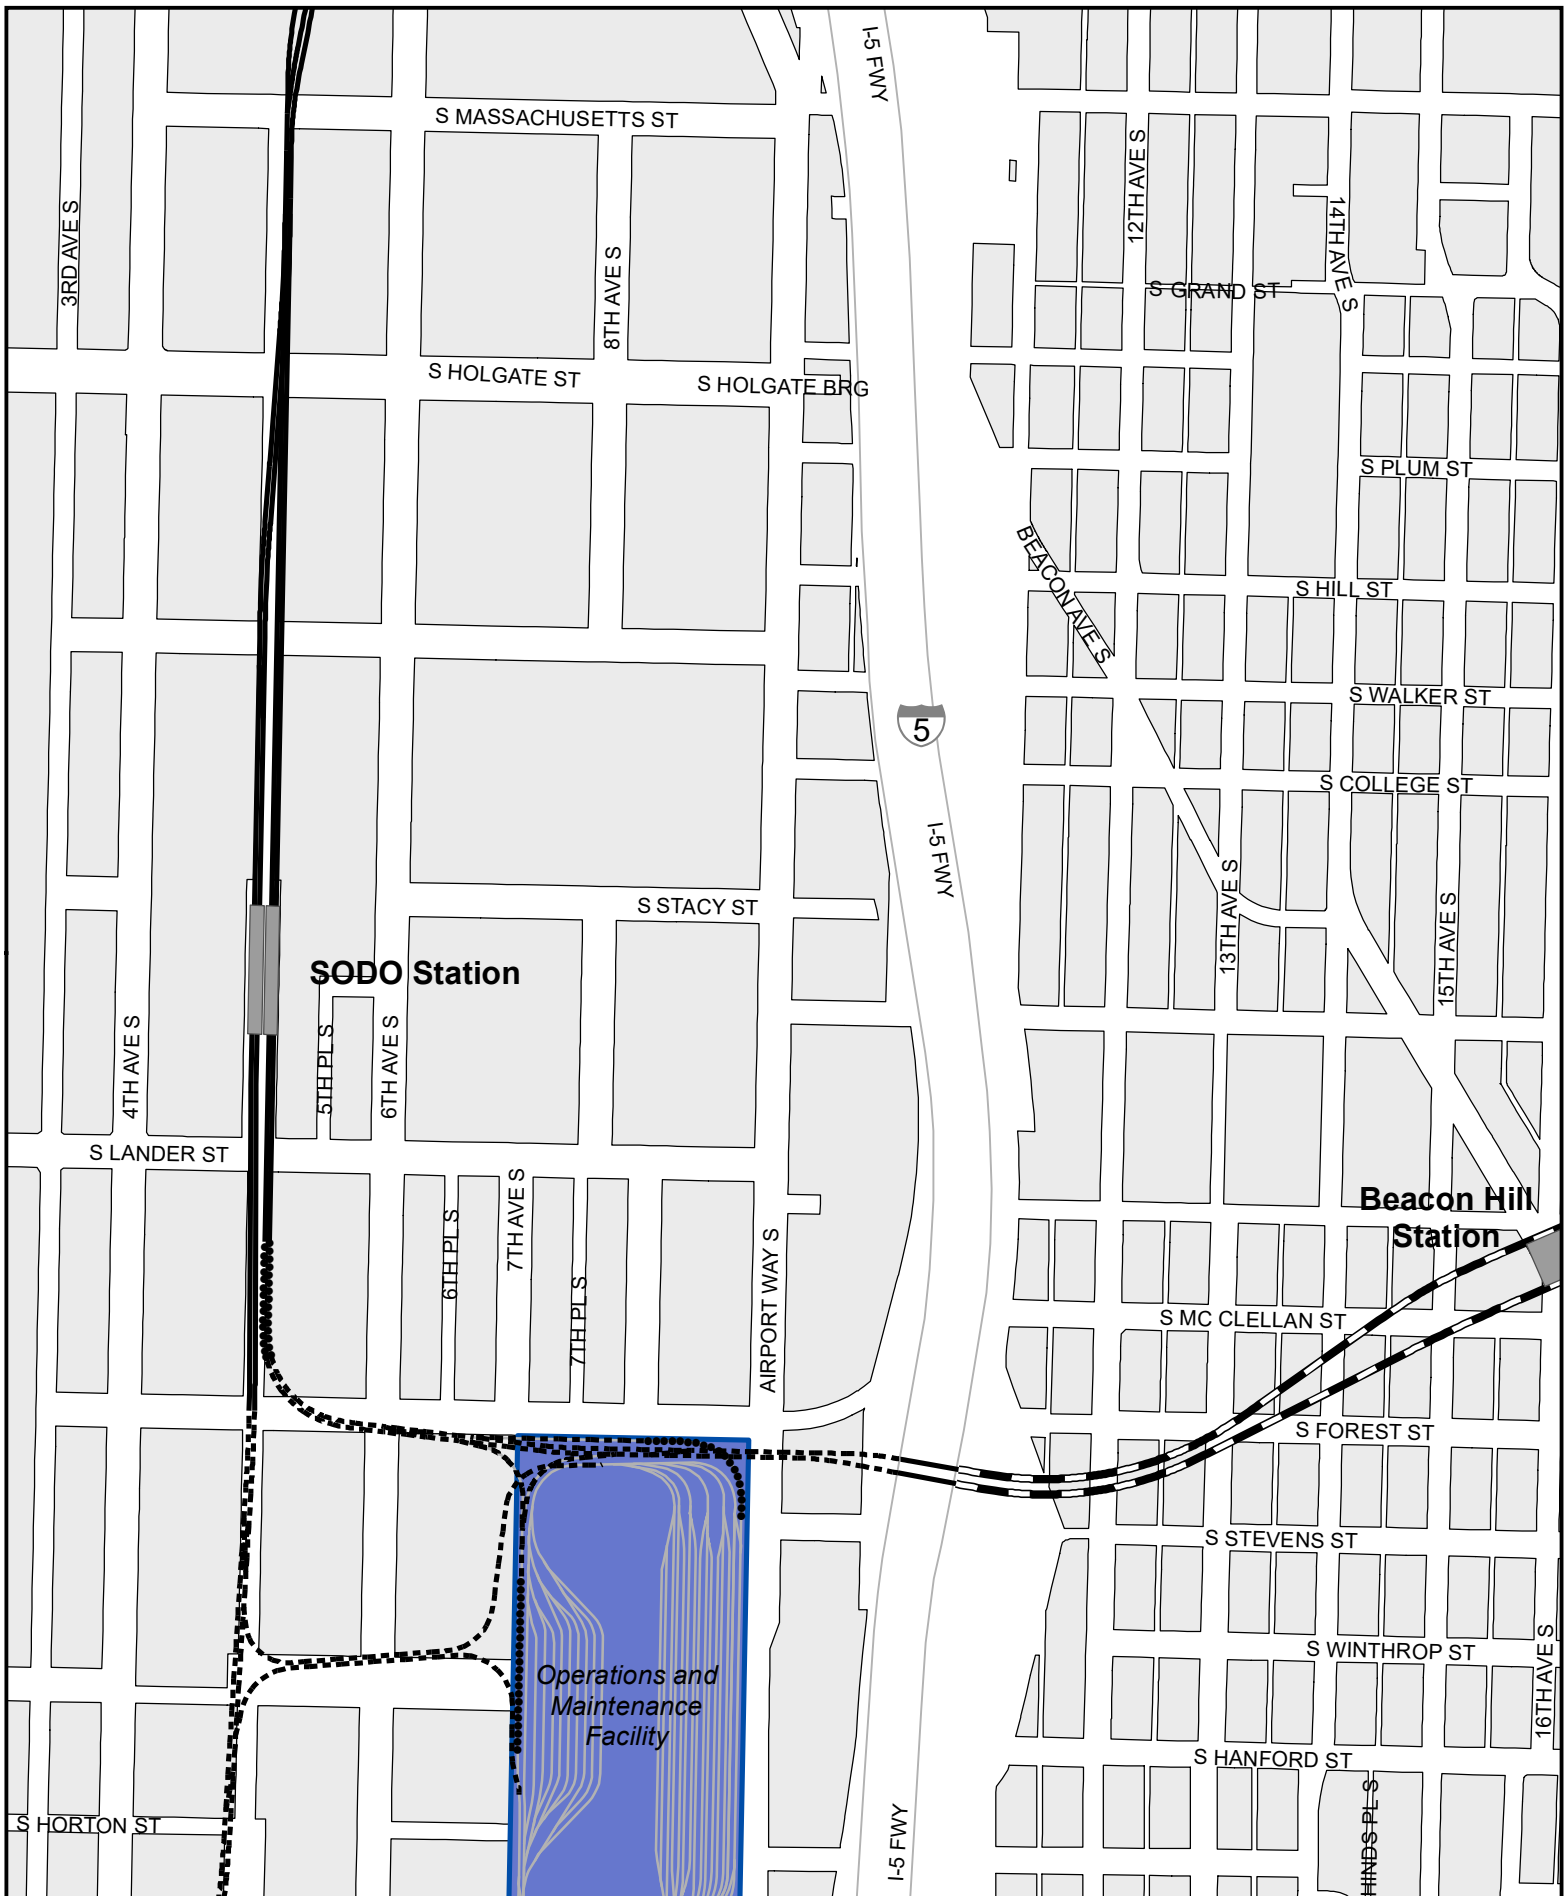 I-5 FWY
S MASSACHUSETTS ST
12TH AVE S
3RD AVE S
14TH AVE S
8TH AVE S
S GRAND ST
S HOLGATE ST
S HOLGATE BRG
S PLUM ST
BEACON AVE S
S HILL ST
S WALKER ST
5
S COLLEGE ST
I-5 FWY
13TH AVE S
15TH AVE S
S STACY ST
SODO Station
4TH AVE S
5TH PL S
6TH AVE S
S LANDER ST
7TH AVE S
6TH PL S
7TH PL S
AIRPORT WAY S
Beacon Hill
Station
S MC CLELLAN ST
S FOREST ST
S STEVENS ST
S WINTHROP ST
16TH AVE S
Operations and
Maintenance
Facility
S HANFORD ST
S HORTON ST
I-5 FWY
HINDS PL S